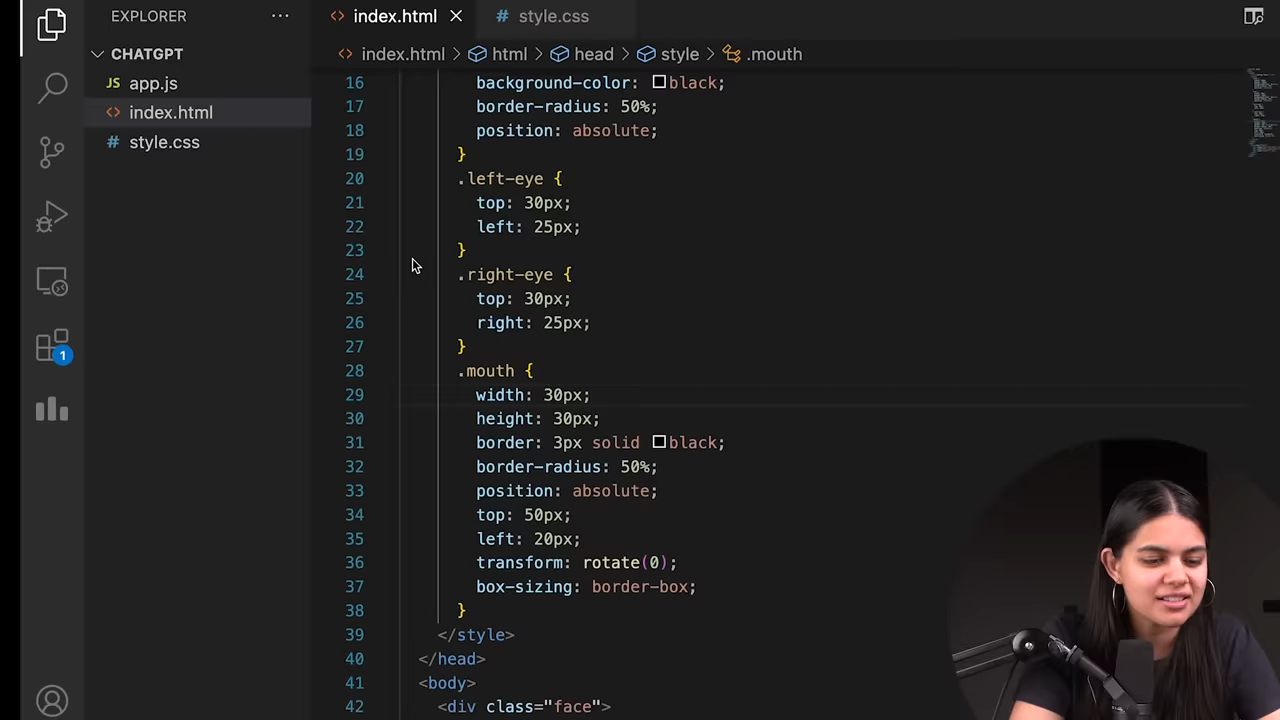 EXPLORER
CHATGPT
JS app.js
<> index.html
# style.css
1
<> index.html
# style.css
<> index.html > html > head > style > .mouth
16 background-color: black;
17 border-radius: 50%;
18 position: absolute;
19 }
20 .left-eye {
21 top: 30px;
22 left: 25px;
23 }
24 .right-eye {
25 top: 30px;
26 right: 25px;
27 }
28 .mouth {
29 width: 30px;
30 height: 30px;
31 border: 3px solid black;
32 border-radius: 50%;
33 position: absolute;
34 top: 50px;
35 left: 20px;
36 transform: rotate(0);
37 box-sizing: border-box;
38 }
39 </style>
40 </head>
41 <body>
42 <div class="face">